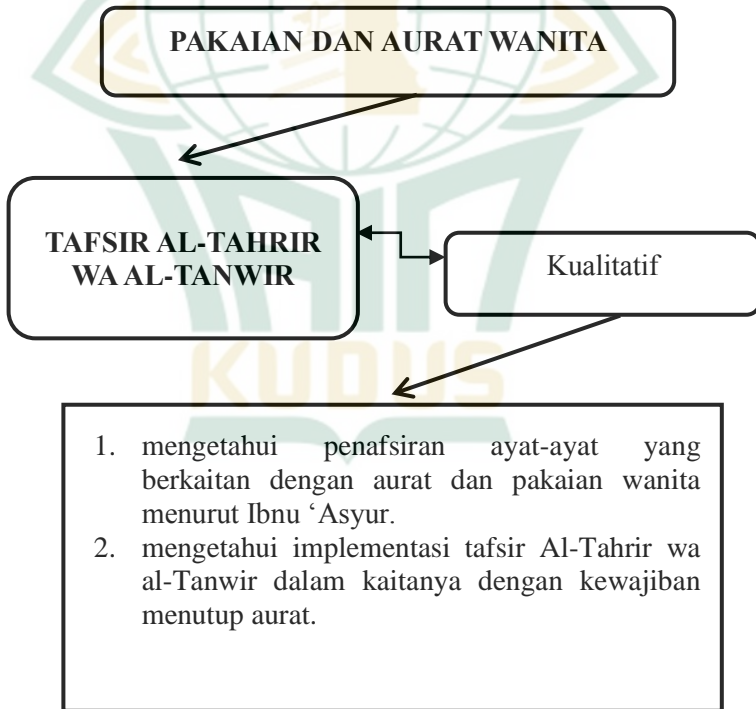 PAKAIAN DAN AURAT WANITA
TAFSIR AL-TAHRIR
WA AL-TANWIR
Kualitatif
KUDUS
1. mengetahui penafsiran ayat-ayat yang
berkaitan dengan aurat dan pakaian wanita
menurut Ibnu ‘Asyur.
2. mengetahui implementasi tafsir Al-Tahrir wa
al-Tanwir dalam kaitanya dengan kewajiban
menutup aurat.